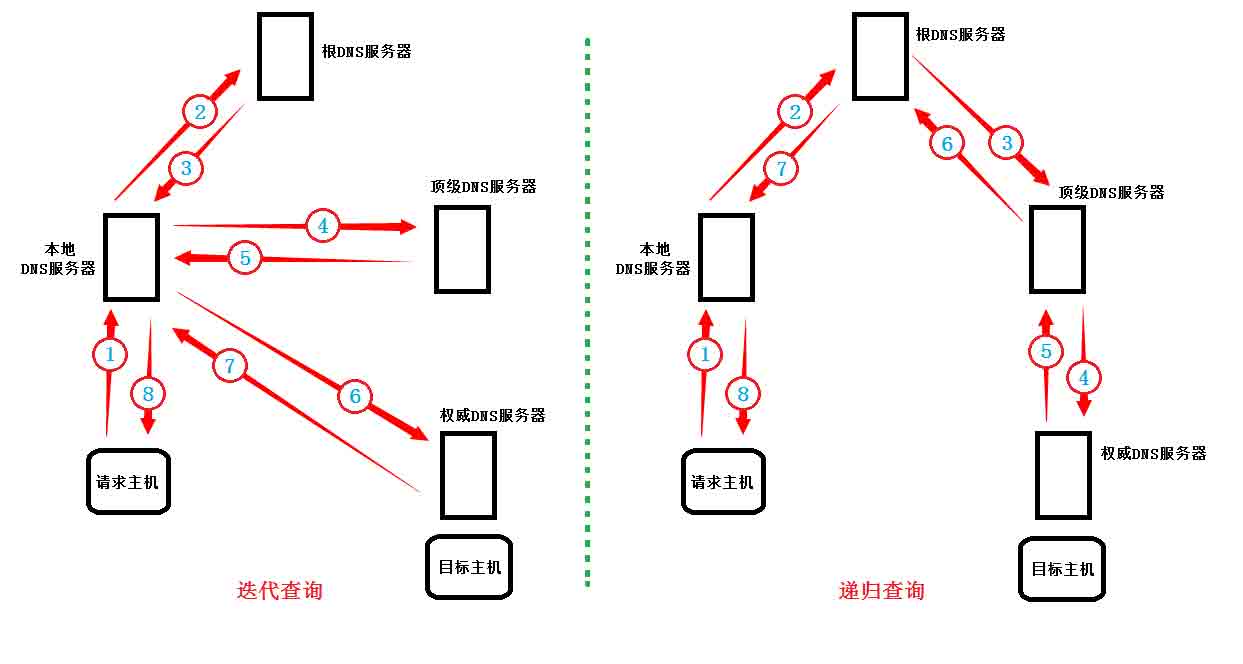 根DNS服务器
2
3
顶级DNS服务器
4
5
本地
DNS服务器
1
8
7
6
权威DNS服务器
请求主机
目标主机
迭代查询
根DNS服务器
2
7
6
3
顶级DNS服务器
本地
DNS服务器
1
8
5
4
权威DNS服务器
请求主机
目标主机
递归查询